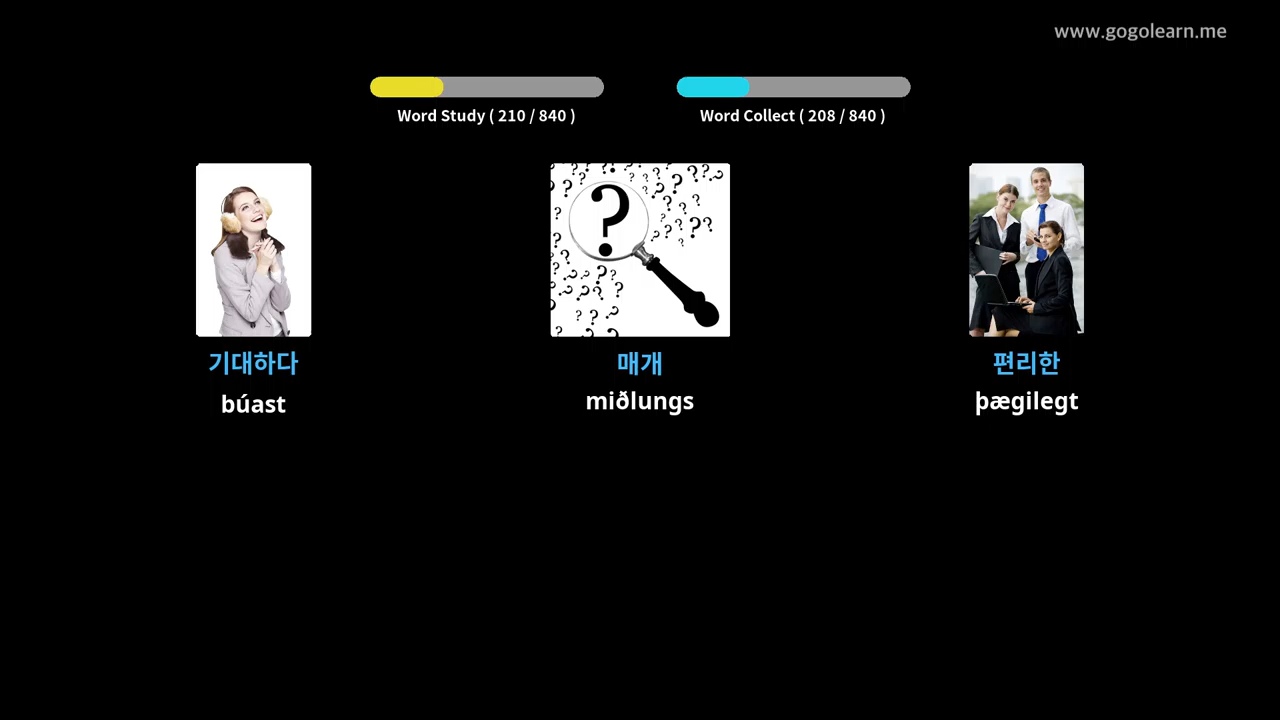 www.gogolearn.me
Word Study ( 210 / 840 )
Word Collect ( 208 / 840 )
기대하다
매개
편리한
búast
miðlungs
þægilegt